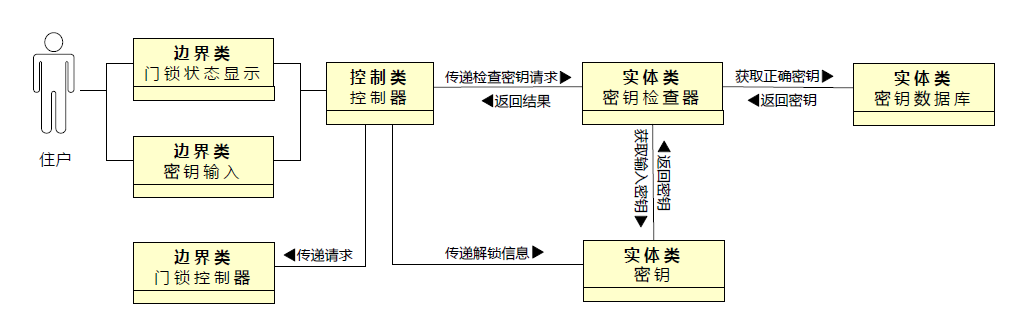 住户
边界类
门锁状态显示
边界类
密钥输入
边界类
门锁控制器
控制类
控制器
传递检查密钥请求▶
◀返回结果
◀传递请求
传递解锁信息▶
实体类
密钥检查器
获取正确密钥▶
◀返回密钥
实体类
密钥数据库
获取输入密钥▶
◀返回密钥
实体类
密钥